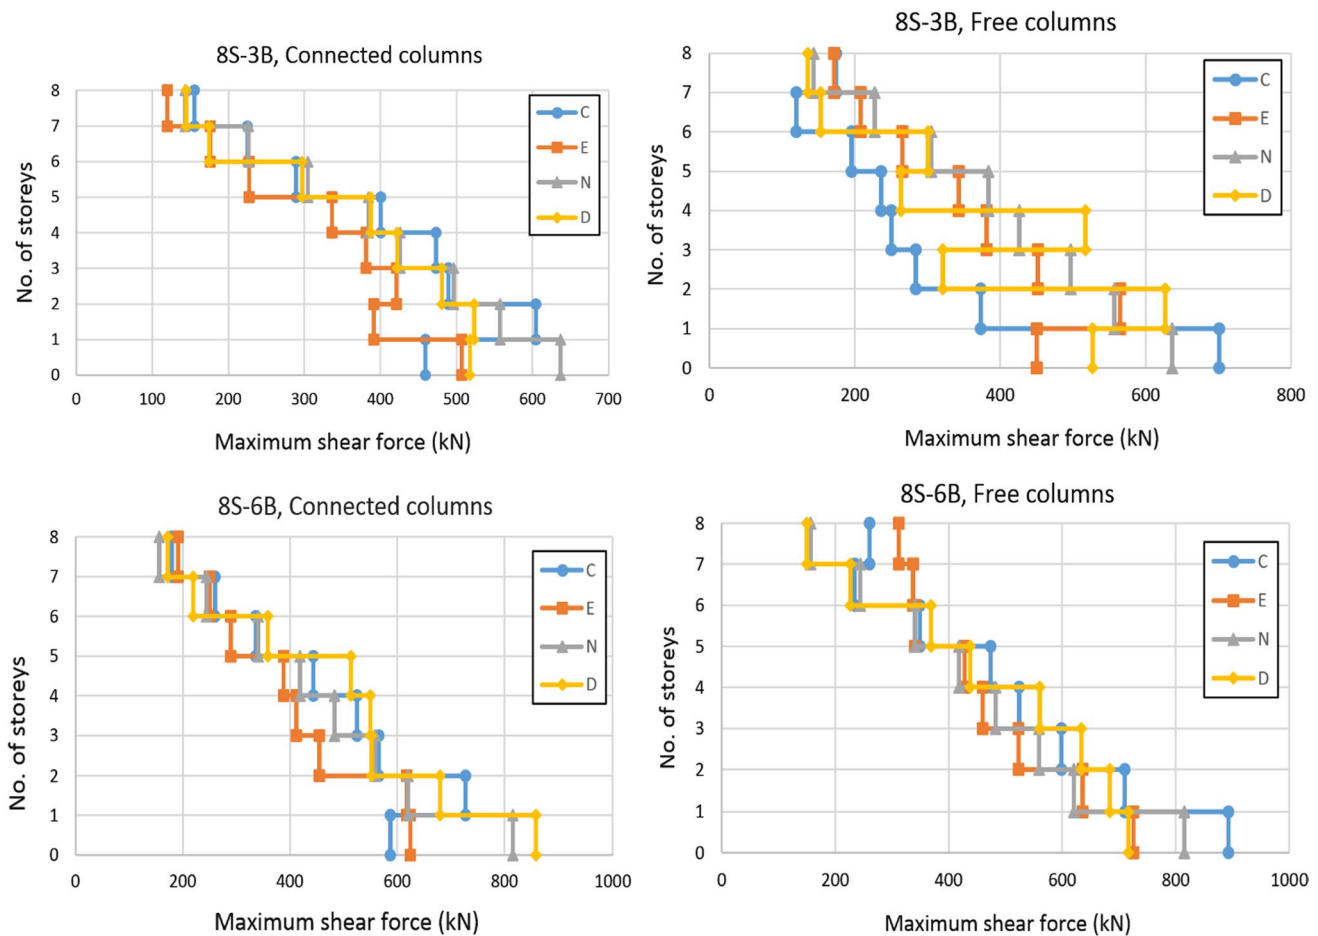 8S-3B, Connected columns
8
7
6
5
4
3
2
1
0
No. of storeys
0 100 200 300 400 500 600 700
Maximum shear force (kN)
C
E
N
D
8S-3B, Free columns
8
7
6
5
4
3
2
1
0
No. of storeys
0 200 400 600 800
Maximum shear force (kN)
C
E
N
D
8S-6B, Connected columns
8
7
6
5
4
3
2
1
0
No. of storeys
0 200 400 600 800 1000
Maximum shear force (kN)
C
E
N
D
8S-6B, Free columns
8
7
6
5
4
3
2
1
0
No. of storeys
0 200 400 600 800 1000
Maximum shear force (kN)
C
E
N
D